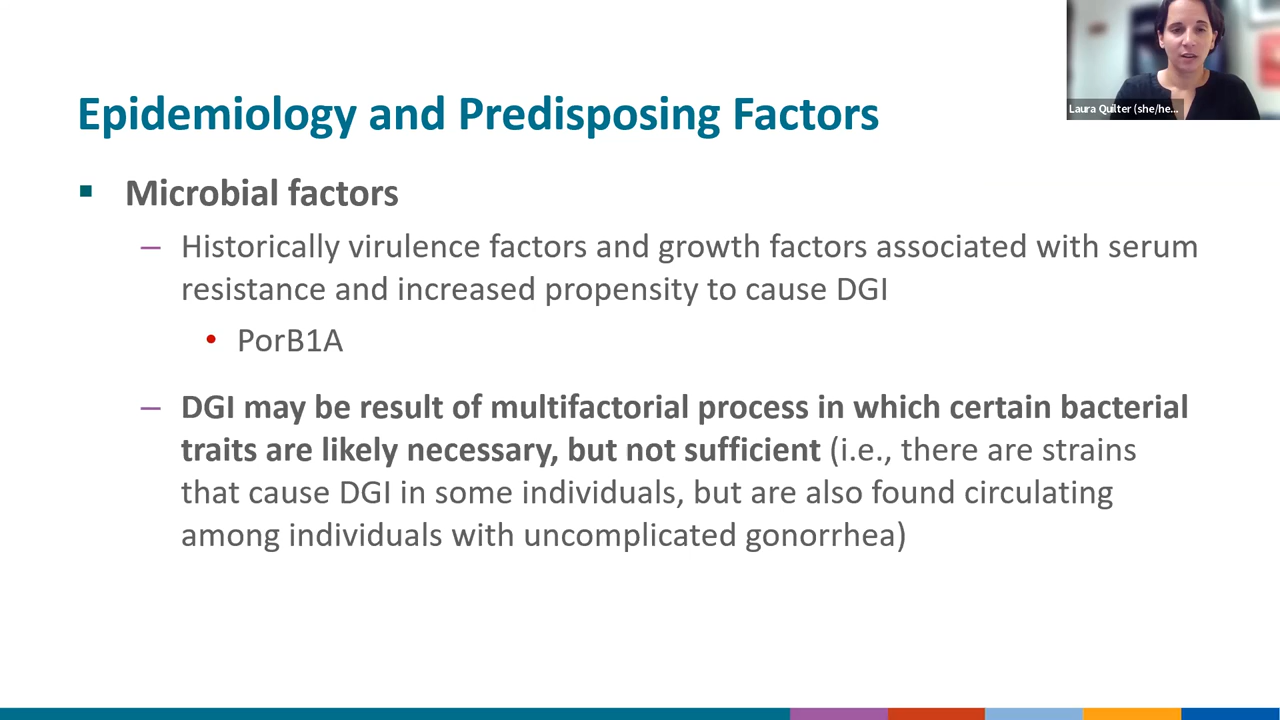 Laura Quilter (she/he...
Epidemiology and Predisposing Factors
Microbial factors
– Historically virulence factors and growth factors associated with serum
resistance and increased propensity to cause DGI
• PorB1A
– DGI may be result of multifactorial process in which certain bacterial
traits are likely necessary, but not sufficient (i.e., there are strains
that cause DGI in some individuals, but are also found circulating
among individuals with uncomplicated gonorrhea)